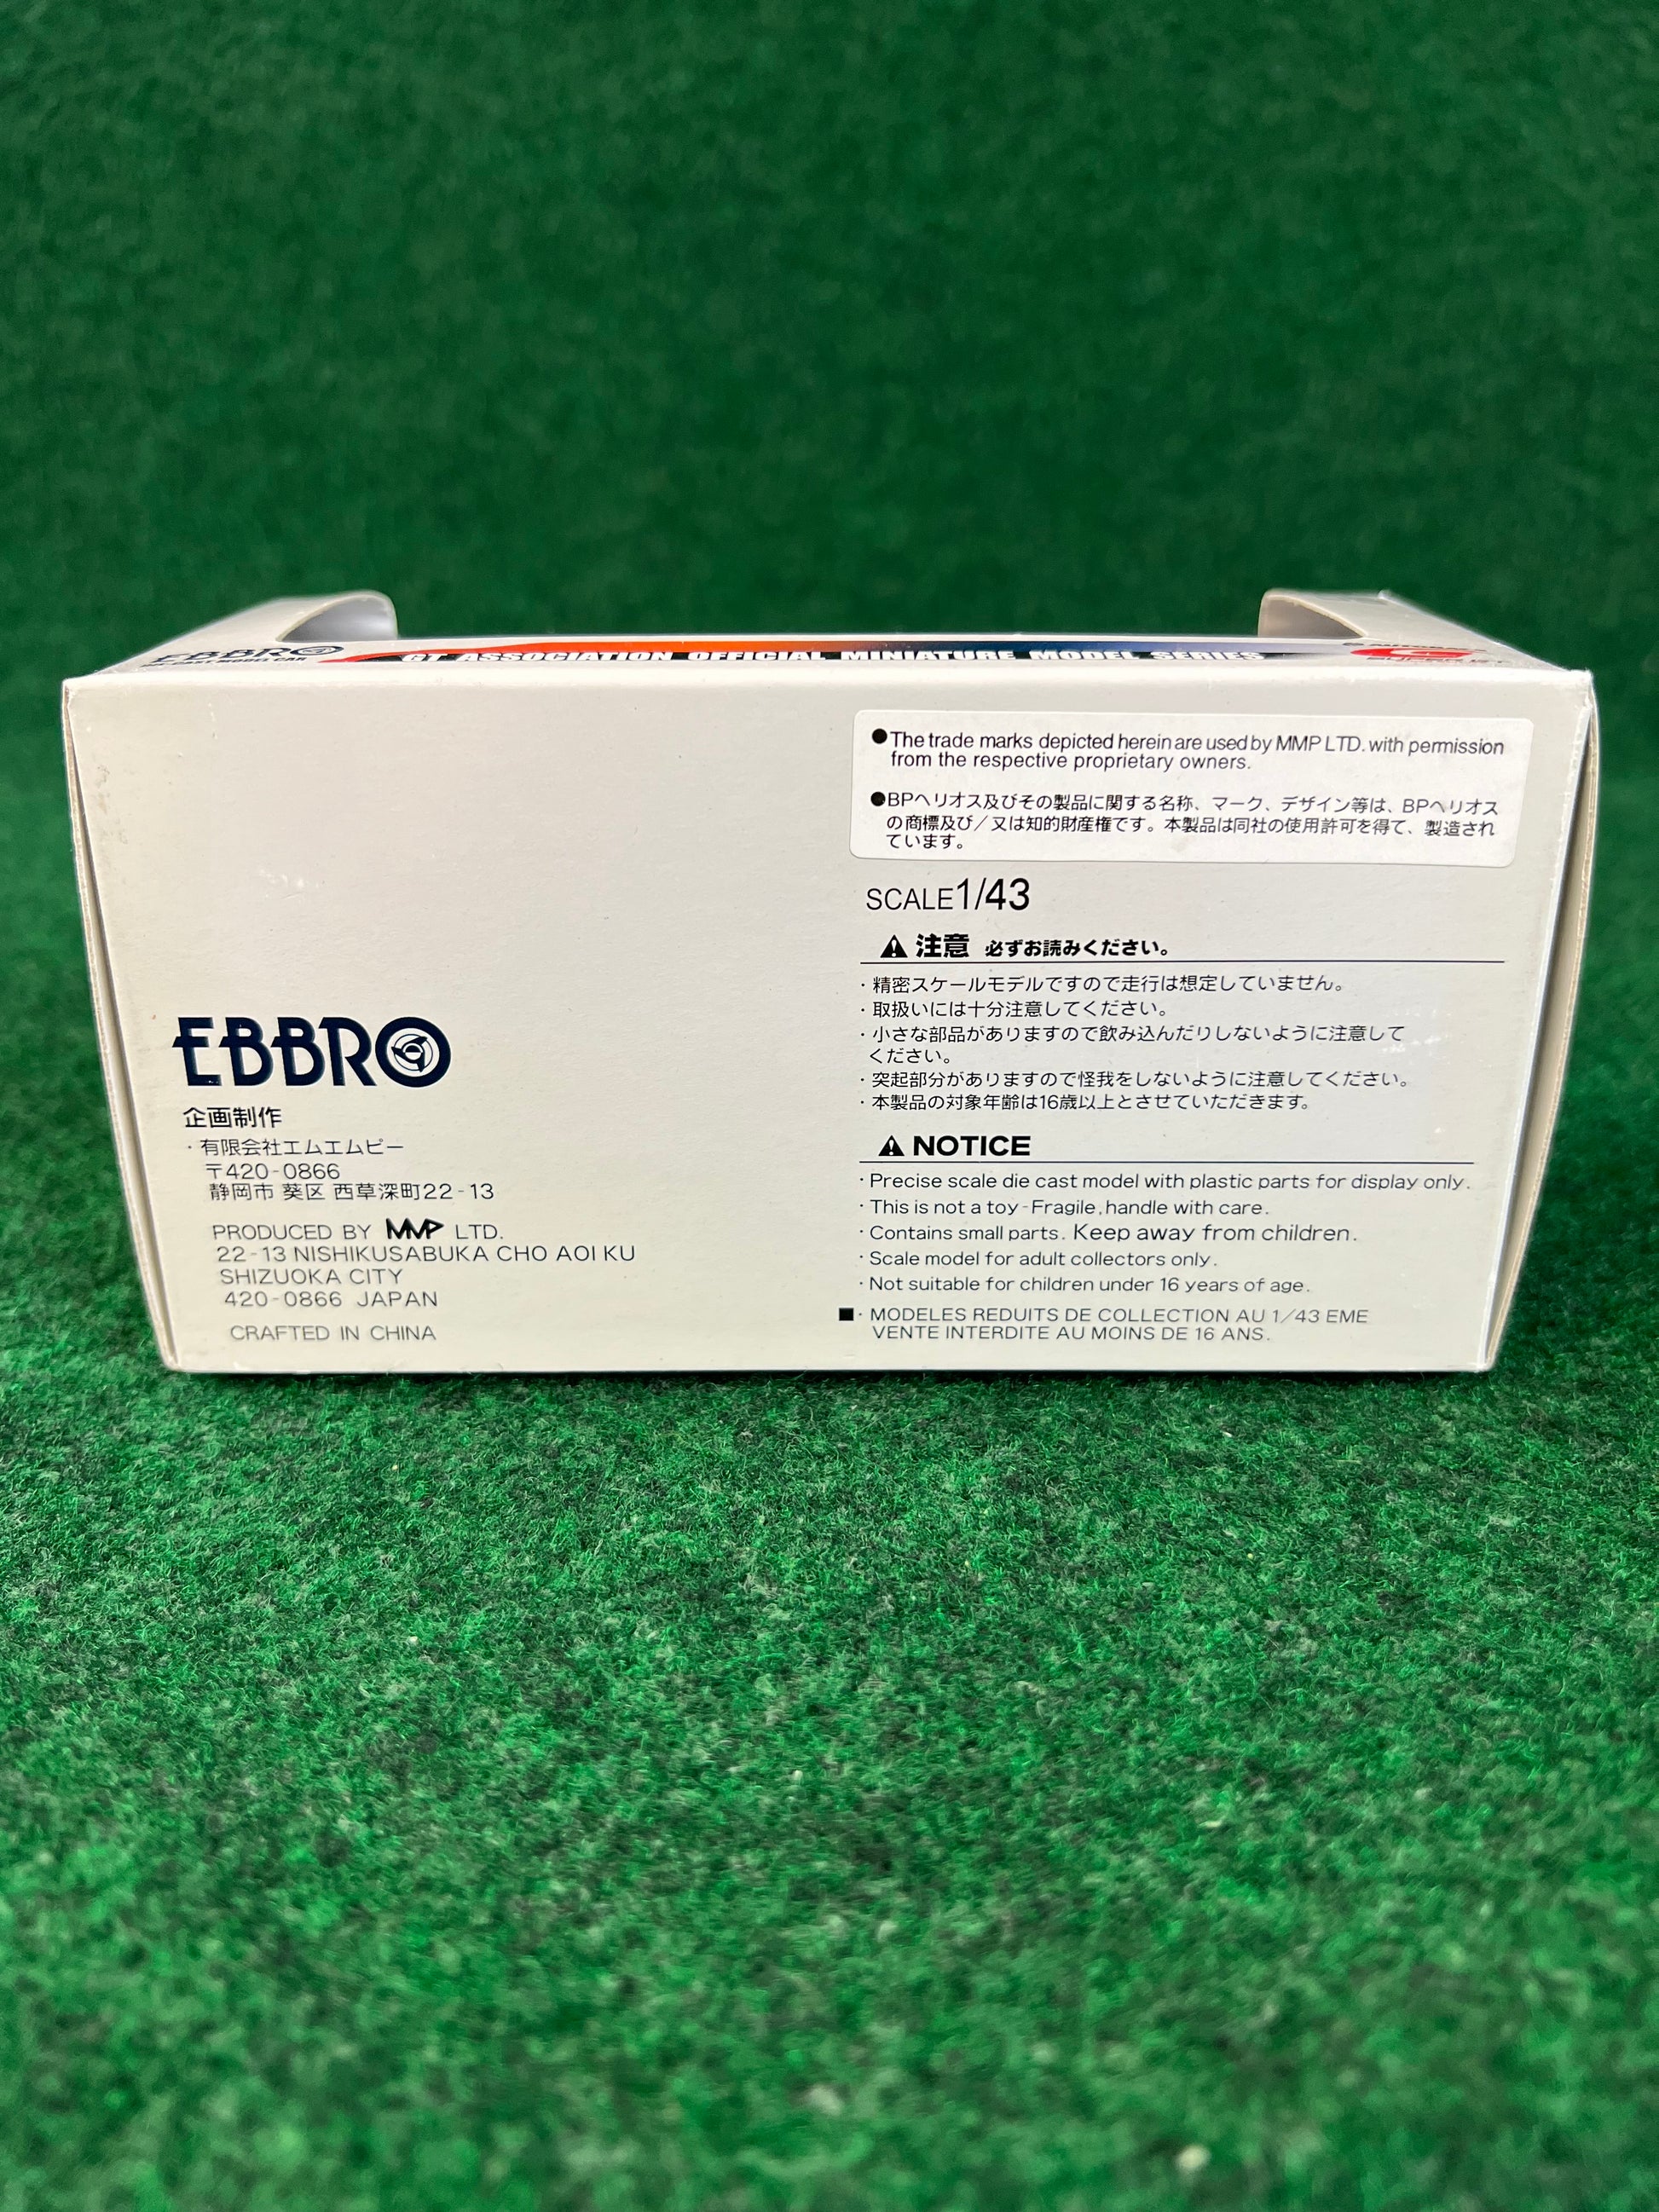 EBBRO
GT ASSOCIATION OFFICIAL MINIATURE MODEL SERIES
●The trade marks depicted herein are used by MMP LTD. with permission
from the respective proprietary owners.
●BPヘリオス及びその製品に関する名称、マーク、デザイン等は、BPヘリオス
の商標及び/又は知的財産権です。本製品は同社の使用許可を得て、製造され
ています。
SCALE1/43
注意 必ずお読みください。
・精密スケールモデルですので走行は想定していません。
・取扱いには十分注意してください。
・小さな部品がありますので飲み込んだりしないように注意して
ください。
・突起部分がありますので怪我をしないように注意してください。
・本製品の対象年齢は16歳以上とさせていただきます。
NOTICE
・Precise scale die cast model with plastic parts for display only.
・This is not a toy-Fragile, handle with care.
・Contains small parts. Keep away from children.
・Scale model for adult collectors only.
・Not suitable for children under 16 years of age.
■・MODELES REDUITS DE COLLECTION AU 1/43 EME
VENTE INTERDITE AU MOINS DE 16 ANS.
EBBRO
企画制作
・有限会社エムエムピー
〒420-0866
静岡市 葵区 西草深町22-13
PRODUCED BY MMP LTD.
22-13 NISHIKUSABUKA CHO AOI KU
SHIZUOKA CITY
420-0866 JAPAN
CRAFTED IN CHINA